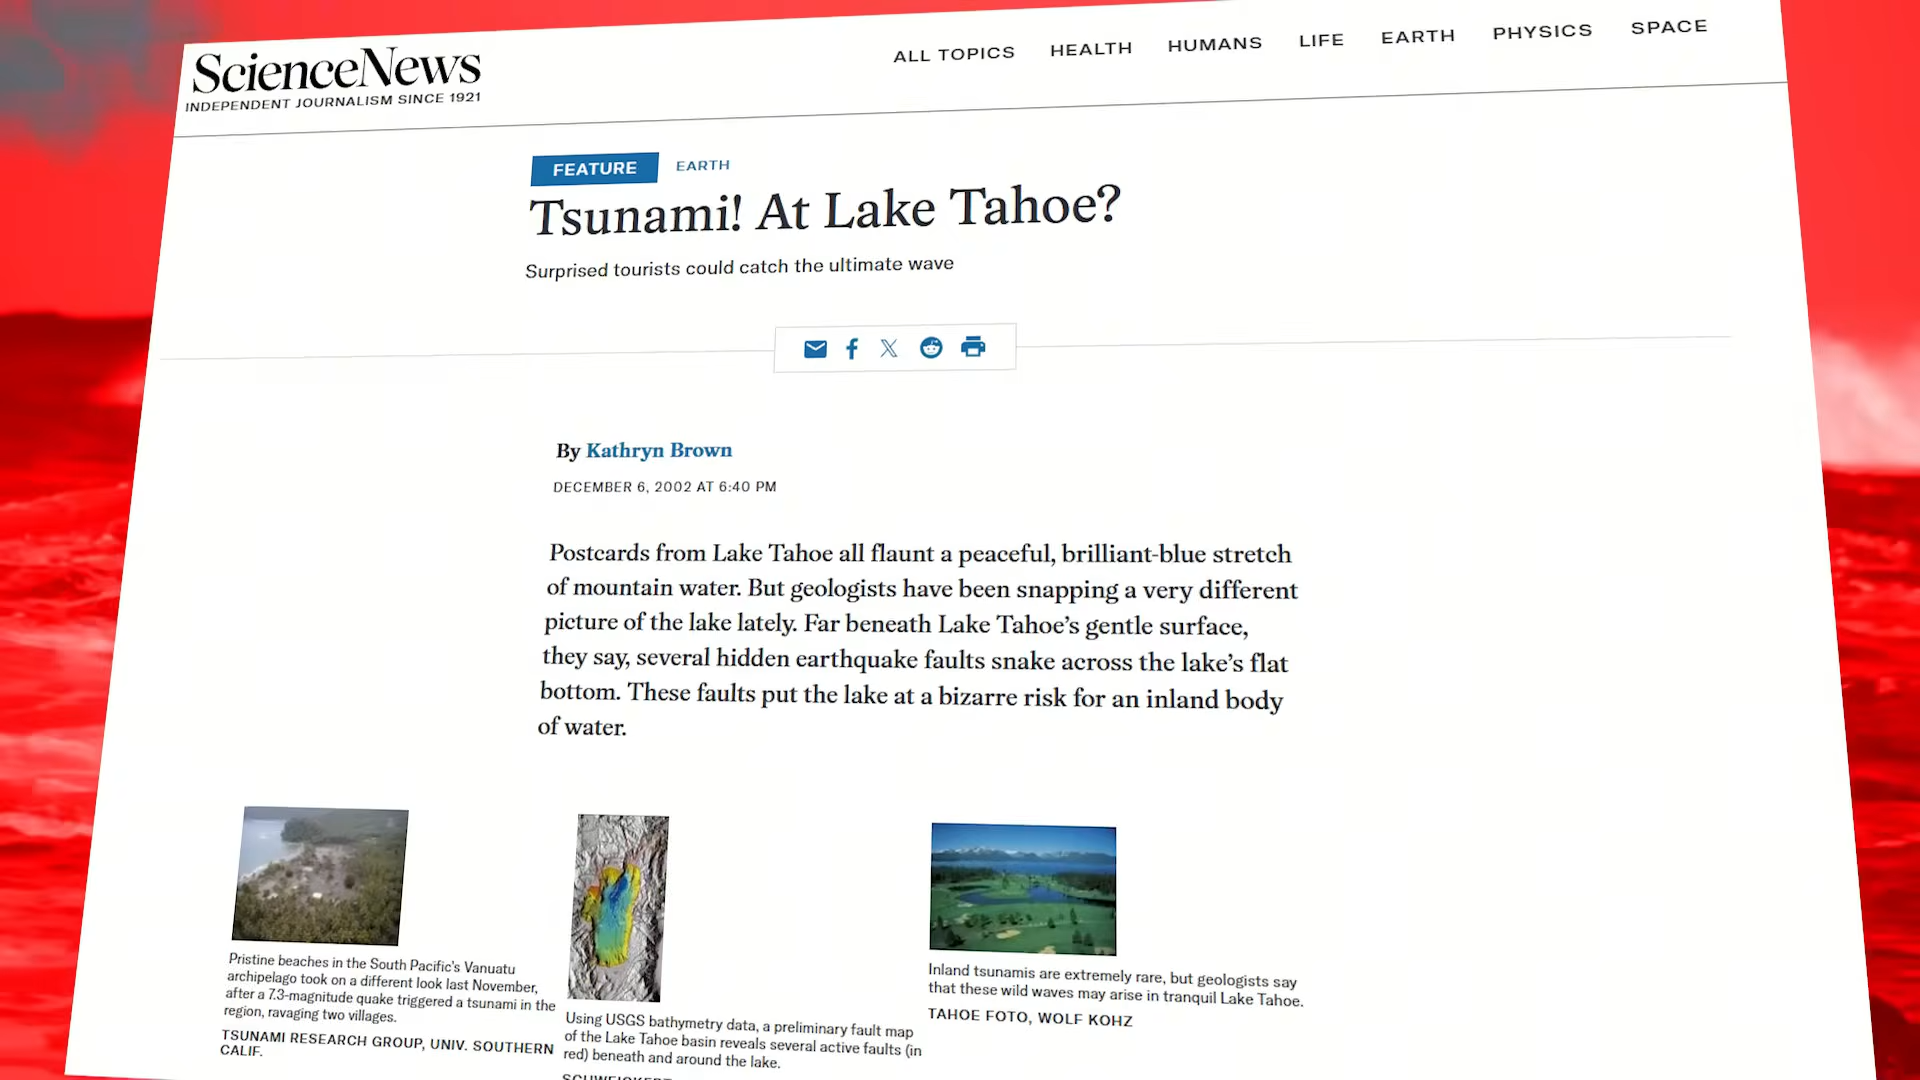 ScienceNews
INDEPENDENT JOURNALISM SINCE 1921
ALL TOPICS HEALTH HUMANS LIFE EARTH PHYSICS SPACE
FEATURE EARTH
Tsunami! At Lake Tahoe?
Surprised tourists could catch the ultimate wave
By Kathryn Brown
DECEMBER 6, 2002 AT 6:40 PM
Postcards from Lake Tahoe all flaunt a peaceful, brilliant-blue stretch
of mountain water. But geologists have been snapping a very different
picture of the lake lately. Far beneath Lake Tahoe’s gentle surface,
they say, several hidden earthquake faults snake across the lake’s flat
bottom. These faults put the lake at a bizarre risk for an inland body
of water.
Pristine beaches in the South Pacific’s Vanuatu
archipelago took on a different look last November,
after a 7.3-magnitude quake triggered a tsunami in the
region, ravaging two villages.
TSUNAMI RESEARCH GROUP, UNIV. SOUTHERN
CALIF.
Using USGS bathymetry data, a preliminary fault map
of the Lake Tahoe basin reveals several active faults (in
red) beneath and around the lake.
Inland tsunamis are extremely rare, but geologists say
that these wild waves may arise in tranquil Lake Tahoe.
TAHOE FOTO, WOLF KOHZ